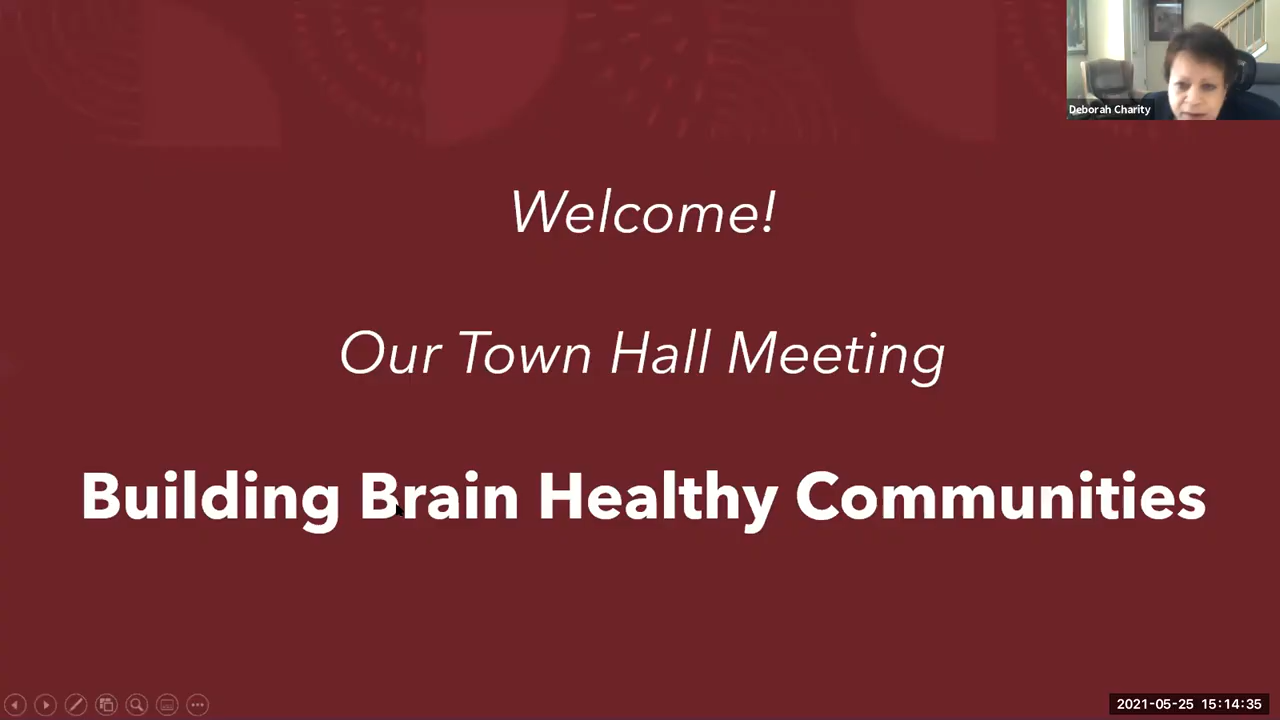 Deborah Charity
Welcome!
Our Town Hall Meeting
Building Brain Healthy Communities
2021-05-25 15:14:35